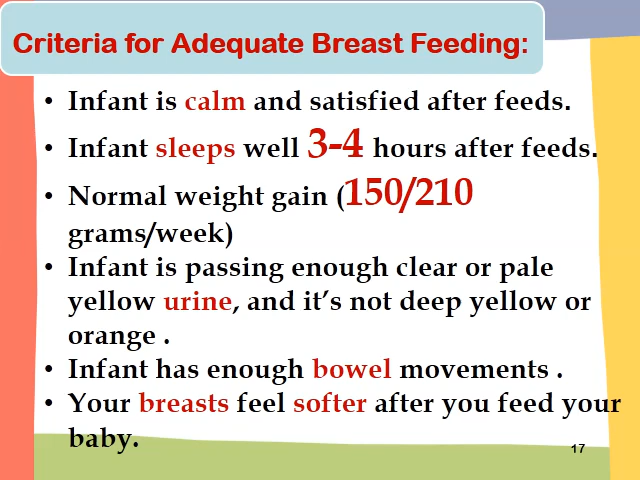 Criteria for Adequate Breast Feeding:
• Infant is calm and satisfied after feeds.
• Infant sleeps well 3-4 hours after feeds.
• Normal weight gain (150/210
grams/week)
• Infant is passing enough clear or pale
yellow urine, and it’s not deep yellow or
orange .
• Infant has enough bowel movements .
• Your breasts feel softer after you feed your
baby.
17